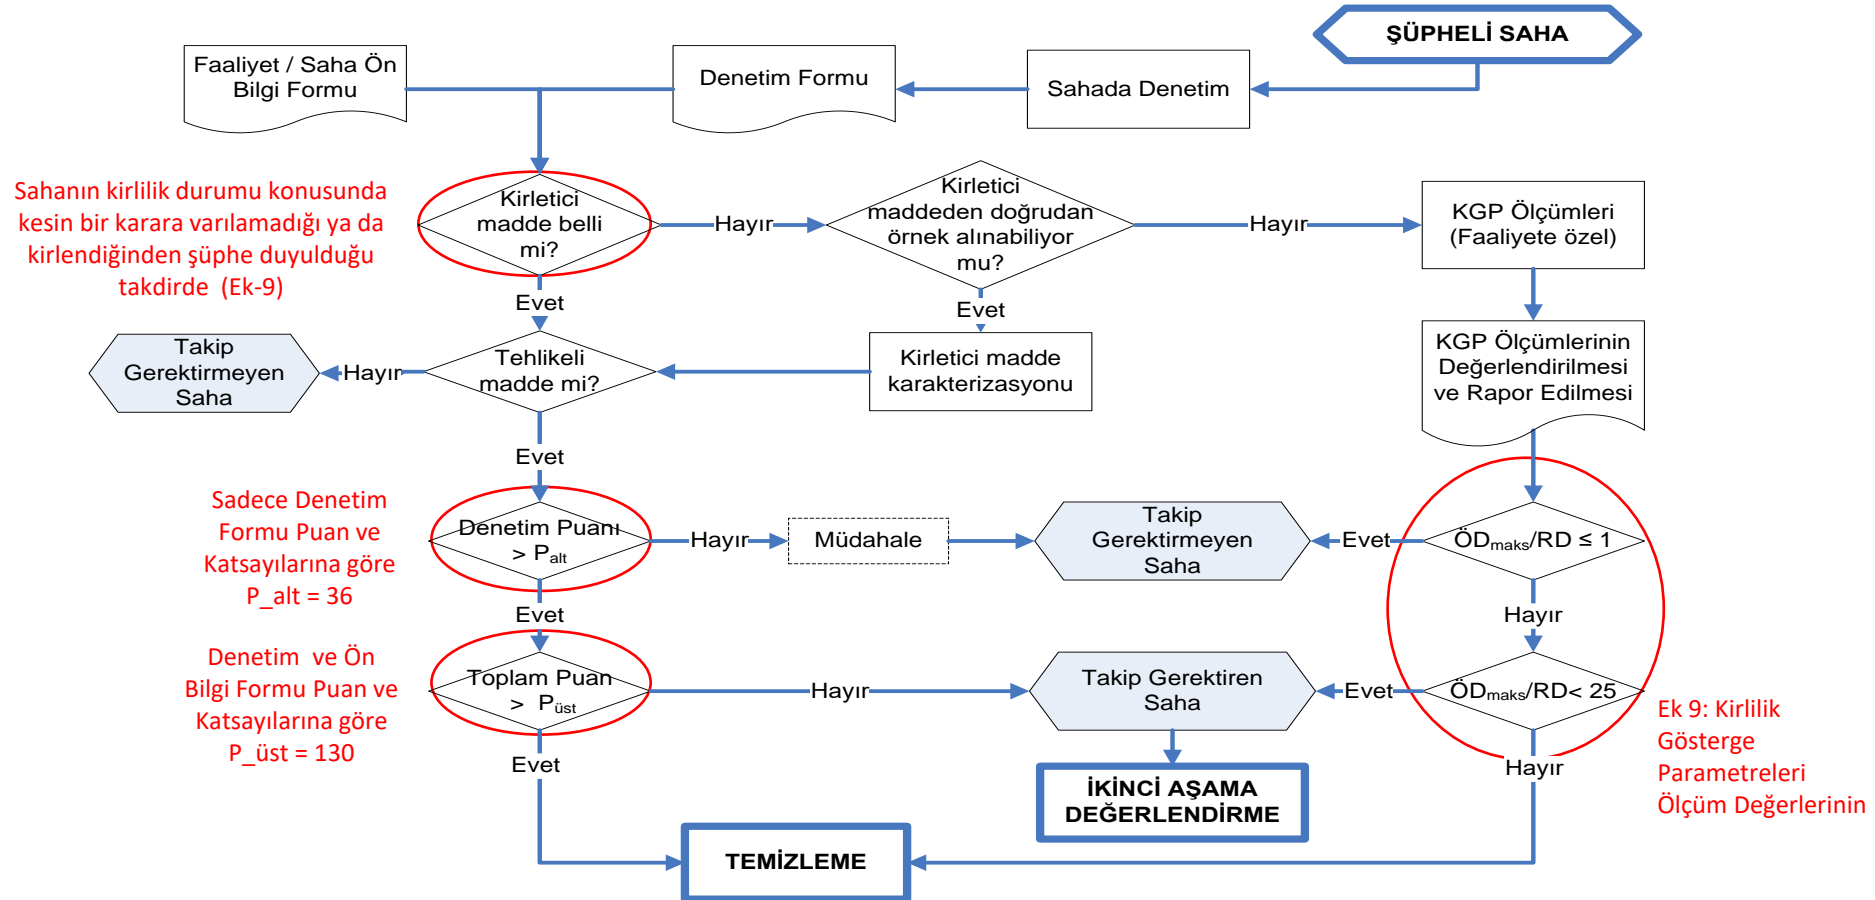 ŞÜPHELİ SAHA
Faaliyet / Saha Ön
Bilgi Formu
Denetim Formu
Sahada Denetim
Sahanın kirlilik durumu konusunda
kesin bir karara varılamadığı ya da
kirlendiğinden şüphe duyulduğu
takdirde (Ek-9)
Kirletici
madde belli
mi?
Hayır
Kirletici
maddeden doğrudan
örnek alınabiliyor
mu?
Hayır
KGP Ölçümleri
(Faaliyete özel)
Evet
Evet
Takip
Gerektirmeyen
Saha
Hayır
Tehlikeli
madde mi?
Kirletici madde
karakterizasyonu
KGP Ölçümlerinin
Değerlendirilmesi
ve Rapor Edilmesi
Evet
Sadece Denetim
Formu Puan ve
Katsayılarına göre
P_alt = 36
Denetim Puanı
> Palt
Hayır
Müdahale
Takip
Gerektirmeyen
Saha
Evet
ÖDmaks/RD ≤ 1
Evet
Hayır
Denetim ve Ön
Bilgi Formu Puan ve
Katsayılarına göre
P_üst = 130
Toplam Puan
> Püst
Hayır
Takip Gerektiren
Saha
Evet
ÖDmaks/RD< 25
Ek 9: Kirlilik
Gösterge
Parametreleri
Ölçüm Değerlerinin
Evet
Hayır
İKİNCİ AŞAMA
DEĞERLENDİRME
TEMİZLEME